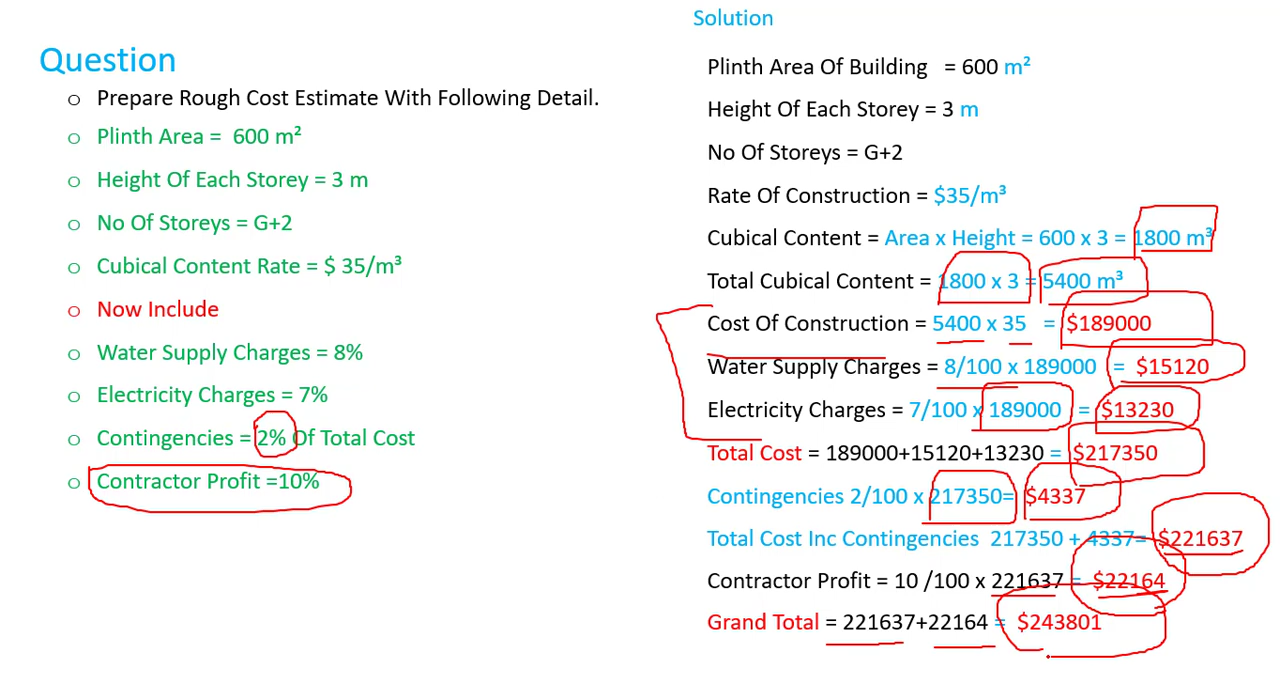 Question
o Prepare Rough Cost Estimate With Following Detail.
o Plinth Area = 600 m²
o Height Of Each Storey = 3 m
o No Of Storeys = G+2
o Cubical Content Rate = $ 35/m³
o Now Include
o Water Supply Charges = 8%
o Electricity Charges = 7%
o Contingencies = 2% Of Total Cost
o Contractor Profit =10%
Solution
Plinth Area Of Building = 600 m²
Height Of Each Storey = 3 m
No Of Storeys = G+2
Rate Of Construction = $35/m³
Cubical Content = Area x Height = 600 x 3 = 1800 m³
Total Cubical Content = 1800 x 3 = 5400 m³
Cost Of Construction = 5400 x 35 = $189000
Water Supply Charges = 8/100 x 189000 = $15120
Electricity Charges = 7/100 x 189000 = $13230
Total Cost = 189000+15120+13230 = $217350
Contingencies 2/100 x 217350= $4337
Total Cost Inc Contingencies 217350 + 4337= $221637
Contractor Profit = 10 /100 x 221637 = $22164
Grand Total = 221637+22164 = $243801